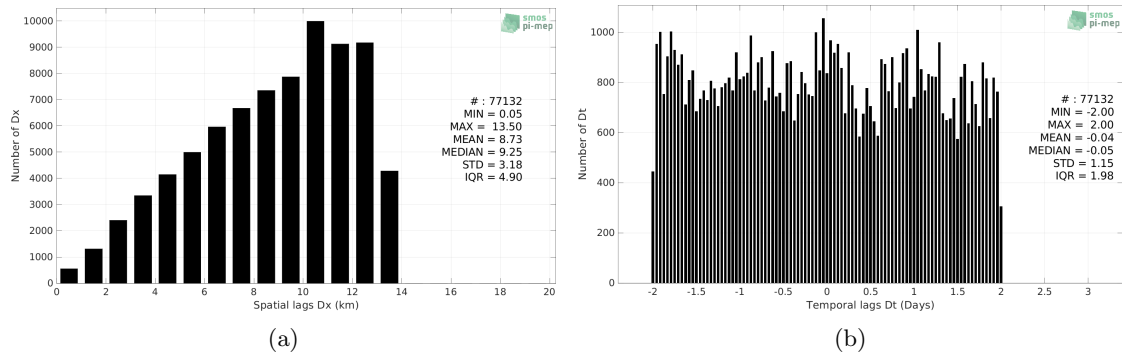 smos
pi-mep
10000
9000
8000
7000
6000
5000
4000
3000
2000
1000
0
Number of Dx
# : 77132
MIN = 0.05
MAX = 13.50
MEAN = 8.73
MEDIAN = 9.25
STD = 3.18
IQR = 4.90
0 2 4 6 8 10 12 14 16 18 20
Spatial lags Dx (km)
(a)
smos
pi-mep
1000
800
600
400
200
0
Number of Dt
# : 77132
MIN = -2.00
MAX = 2.00
MEAN = -0.04
MEDIAN = -0.05
STD = 1.15
IQR = 1.98
-2 -1.5 -1 -0.5 0 0.5 1 1.5 2 2.5 3
Temporal lags Dt (Days)
(b)